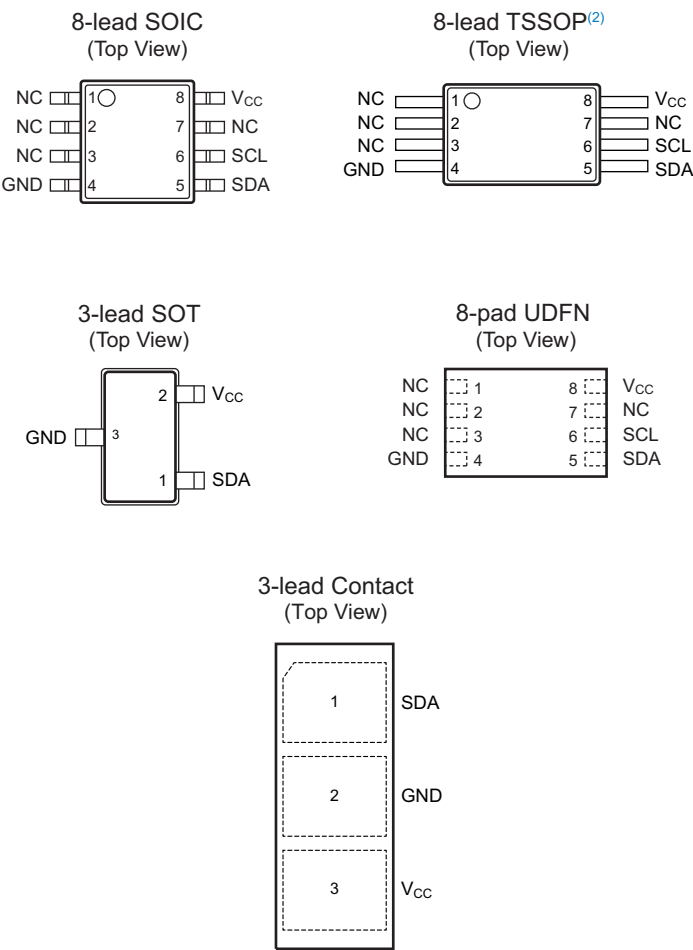 8-lead SOIC
(Top View)
NC 1 8 VCC
NC 2 7 NC
NC 3 6 SCL
GND 4 5 SDA
8-lead TSSOP(2)
(Top View)
NC 1 8 VCC
NC 2 7 NC
NC 3 6 SCL
GND 4 5 SDA
3-lead SOT
(Top View)
2 VCC
GND 3
1 SDA
8-pad UDFN
(Top View)
NC 1 8 VCC
NC 2 7 NC
NC 3 6 SCL
GND 4 5 SDA
3-lead Contact
(Top View)
1 SDA
2 GND
3 VCC